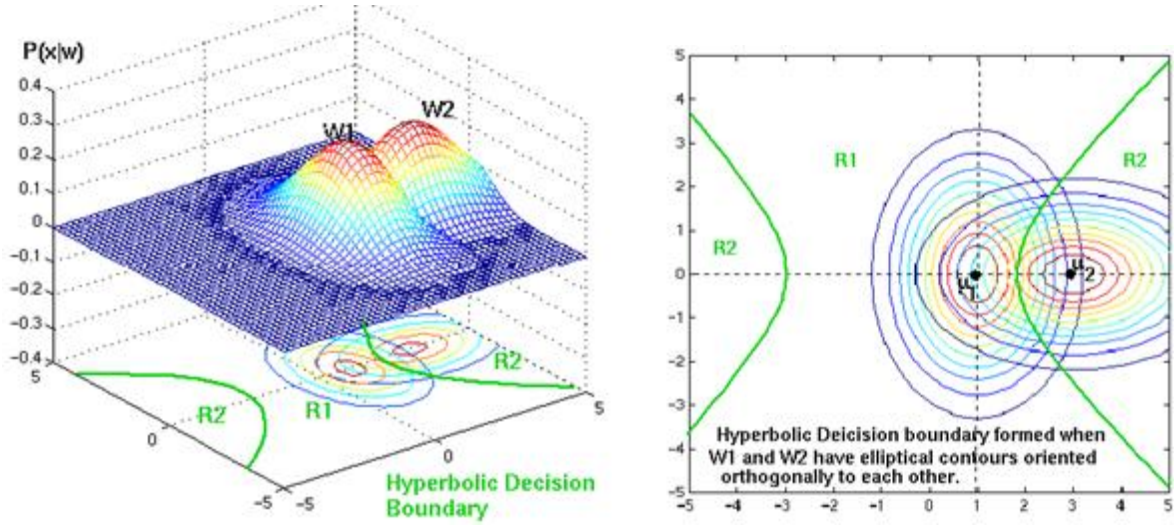 P(x|w)
0.4
0.3
0.2
0.1
0
−0.1
−0.2
−0.3
−0.4
W1
W2
5
0
−5
−5
0
5
R2
R1
R2
Hyperbolic Decision
Boundary
5
4
3
2
1
0
−1
−2
−3
−4
−5
R1
R2
R2
μ1
μ2
Hyperbolic Deicision boundary formed when
W1 and W2 have elliptical contours oriented
orthogonally to each other.
−5 −4 −3 −2 −1 0 1 2 3 4 5